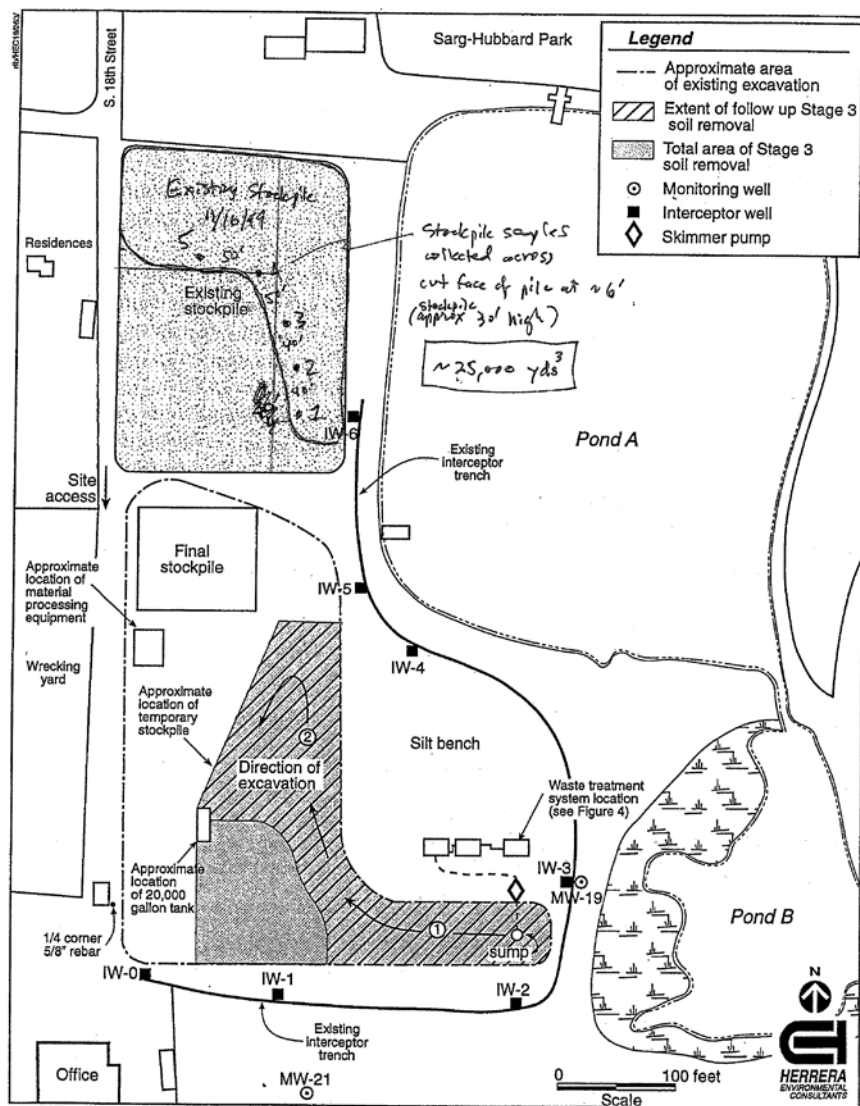 S. 18th Street
Sarg-Hubbard Park
Legend
Approximate area
of existing excavation
Extent of follow up Stage 3
soil removal
Total area of Stage 3
soil removal
Monitoring well
Interceptor well
Skimmer pump
Existing Stockpile
5
50'
Existing
stockpile
3
40'
2
40'
1
Stockpile samples
collected across
cut face of pile at ~ 6'
stockpile
(approx 30' high)
~ 25,000 yds³
Residences
IW-6
Existing
interceptor
trench
Pond A
Site
access
Final
stockpile
Approximate
location of
material
processing
equipment
IW-5
IW-4
Wrecking
yard
Approximate
location of
temporary
stockpile
2
Direction of
excavation
Silt bench
Waste treatment
system location
(see Figure 4)
Approximate
location
of 20,000
gallon tank
IW-3
MW-19
Pond B
1/4 corner
5/8" rebar
1
sump
IW-0
IW-1
IW-2
Existing
interceptor
trench
N
Office
MW-21
0
100 feet
Scale
HERRERA
ENVIRONMENTAL
CONSULTANTS